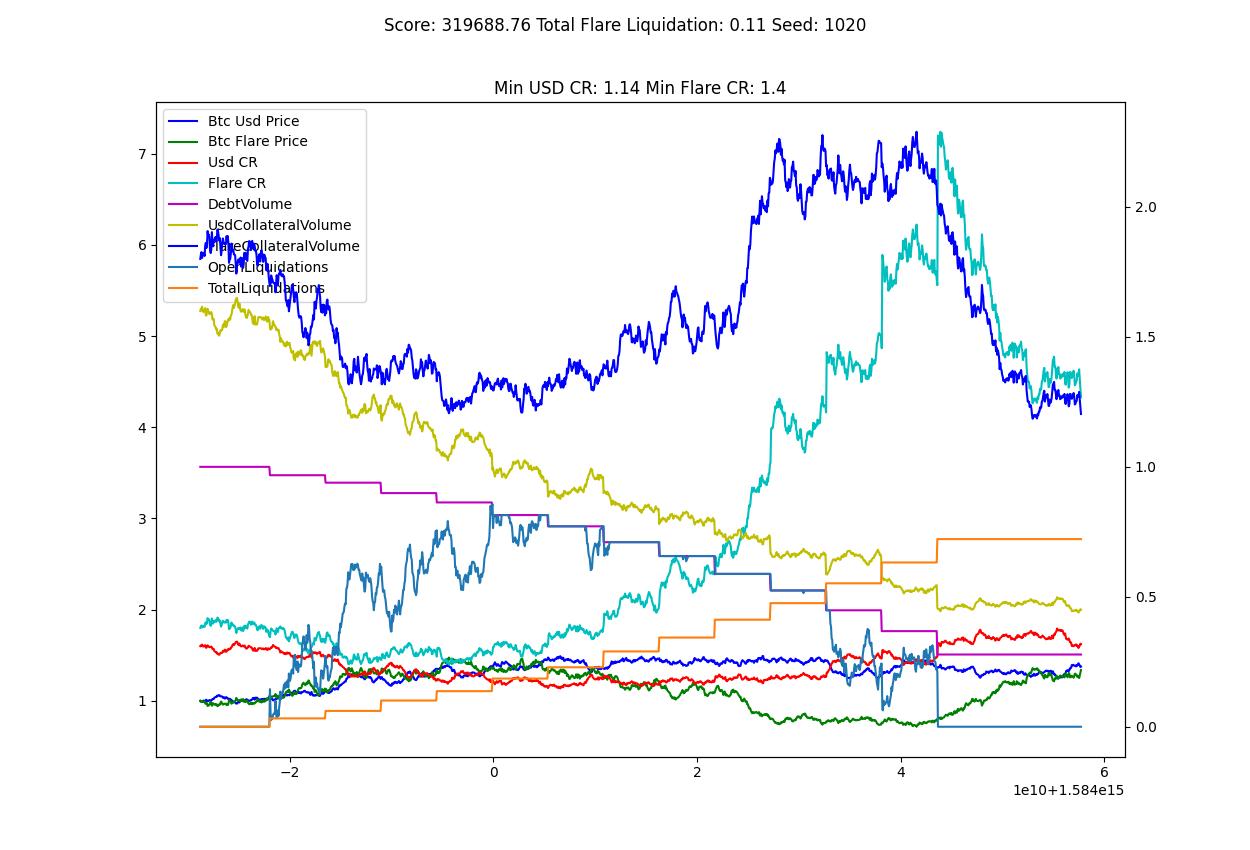 Score: 319688.76 Total Flare Liquidation: 0.11 Seed: 1020
Min USD CR: 1.14 Min Flare CR: 1.4
Btc Usd Price
Btc Flare Price
Usd CR
Flare CR
DebtVolume
UsdCollateralVolume
FlareCollateralVolume
OpenLiquidations
TotalLiquidations
7
6
5
4
3
2
1
2.0
1.5
1.0
0.5
0.0
−2
0
2
4
6
1e10+1.584e15